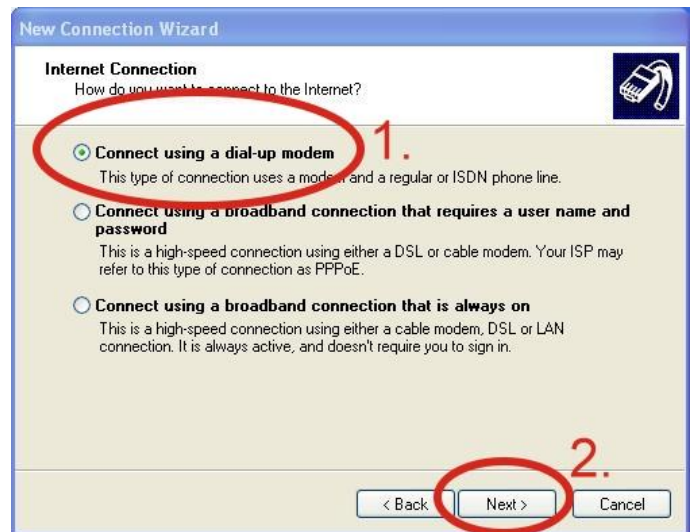 New Connection Wizard
Internet Connection
How do you want to connect to the Internet?
1.
Connect using a dial-up modem
This type of connection uses a modem and a regular or ISDN phone line.
Connect using a broadband connection that requires a user name and
password
This is a high-speed connection using either a DSL or cable modem. Your ISP may
refer to this type of connection as PPPoE.
Connect using a broadband connection that is always on
This is a high-speed connection using either a cable modem, DSL or LAN
connection. It is always active, and doesn't require you to sign in.
2.
< Back Next > Cancel